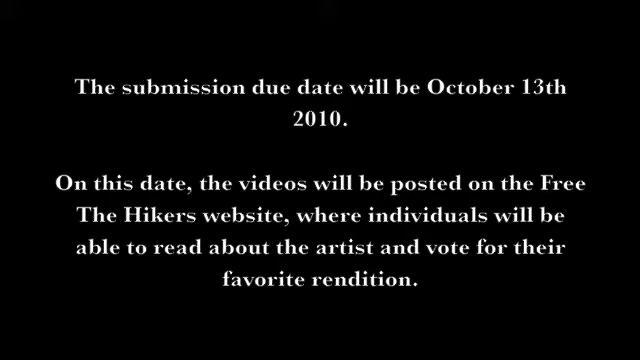 The submission due date will be October 13th
2010.
On this date, the videos will be posted on the Free
The Hikers website, where individuals will be
able to read about the artist and vote for their
favorite rendition.